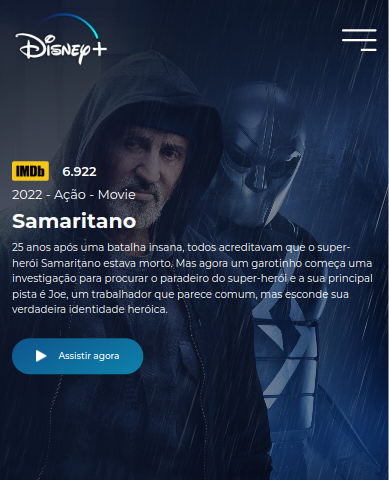 Disney+
IMDb 6.922
2022 - Ação - Movie
Samaritano
25 anos após uma batalha insana, todos acreditavam que o super-
herói Samaritano estava morto. Mas agora um garotinho começa uma
investigação para procurar o paradeiro do super-herói e a sua principal
pista é Joe, um trabalhador que parece comum, mas esconde sua
verdadeira identidade heróica.
Assistir agora